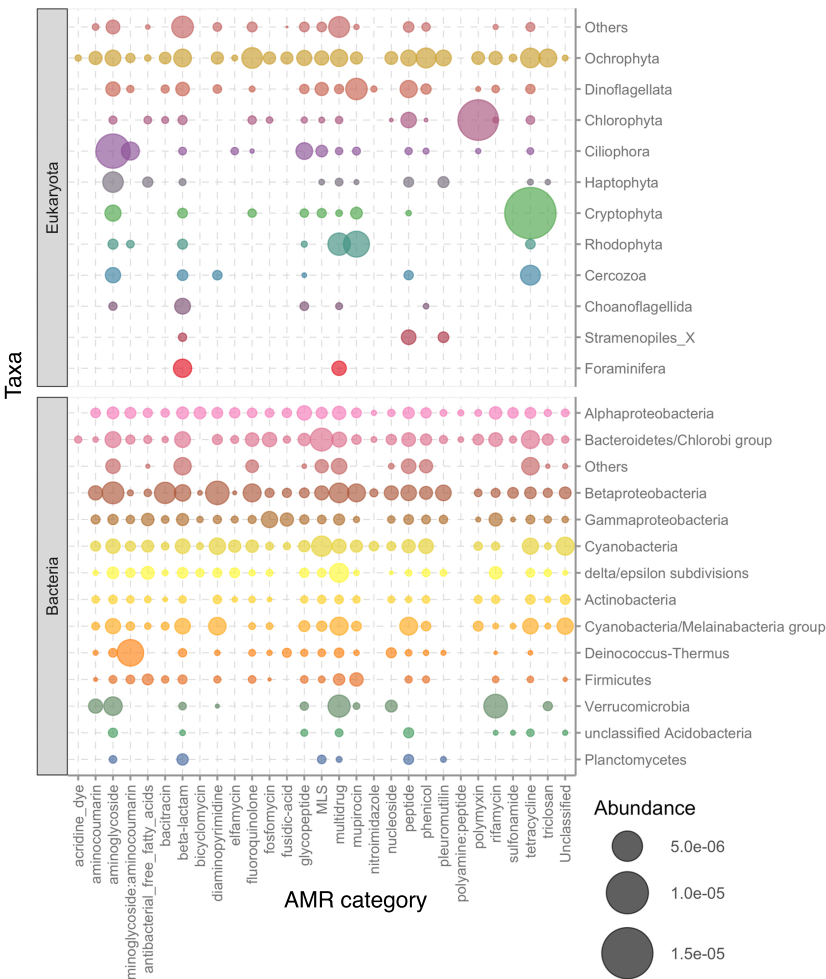 Taxa
Eukaryota
Others
Ochrophyta
Dinoflagellata
Chlorophyta
Ciliophora
Haptophyta
Cryptophyta
Rhodophyta
Cercozoa
Choanoflagellida
Stramenopiles_X
Foraminifera
Bacteria
Alphaproteobacteria
Bacteroidetes/Chlorobi group
Others
Betaproteobacteria
Gammaproteobacteria
Cyanobacteria
delta/epsilon subdivisions
Actinobacteria
Cyanobacteria/Melainabacteria group
Deinococcus-Thermus
Firmicutes
Verrucomicrobia
unclassified Acidobacteria
Planctomycetes
acridine_dye
aminocoumarin
aminoglycoside
minoglycoside:aminocoumarin
antibacterial_free_fatty_acids
bacitracin
beta-lactam
bicyclomycin
diaminopyrimidine
elfamycin
fluoroquinolone
fosfomycin
fusidic-acid
glycopeptide
MLS
multidrug
mupirocin
nitroimidazole
nucleoside
peptide
phenicol
pleuromutilin
polyamine:peptide
polymyxin
rifamycin
sulfonamide
tetracycline
triclosan
Unclassified
AMR category
Abundance
5.0e-06
1.0e-05
1.5e-05